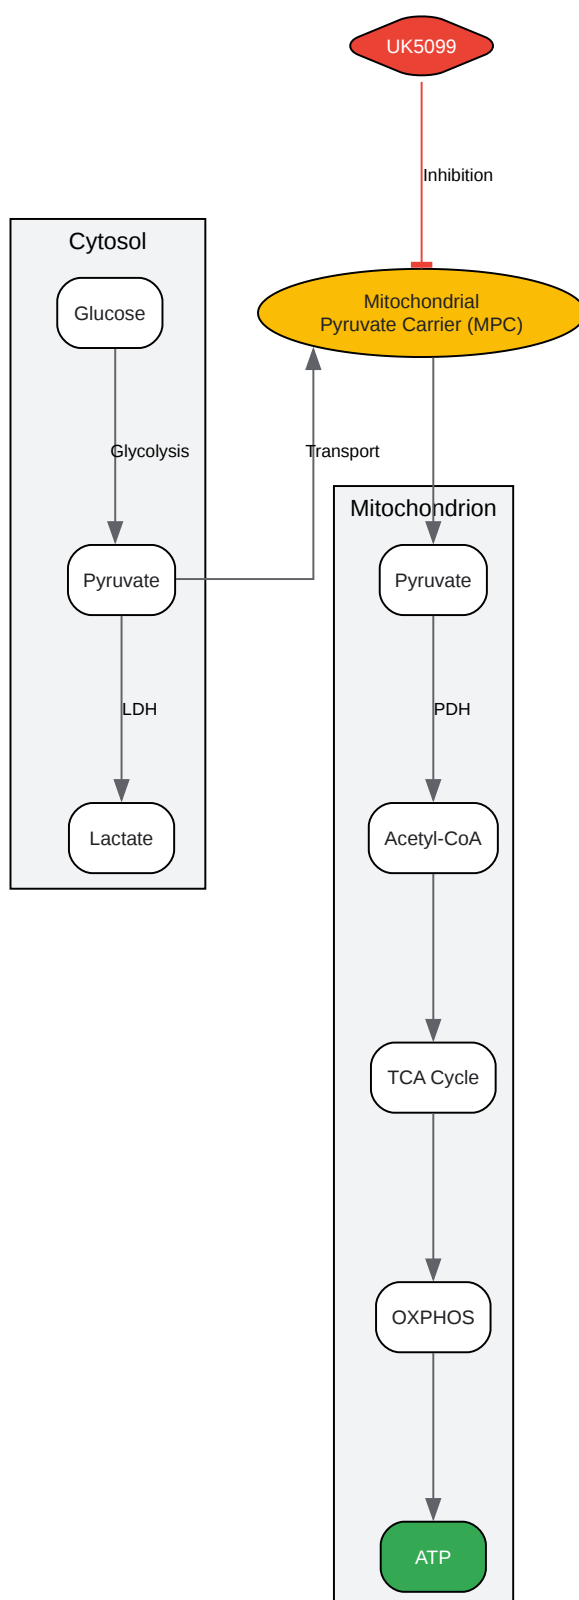 UK5099
Inhibition
Cytosol
Glucose
Mitochondrial
Pyruvate Carrier (MPC)
Glycolysis
Transport
Mitochondrion
Pyruvate
Pyruvate
LDH
PDH
Lactate
Acetyl-CoA
TCA Cycle
OXPHOS
ATP